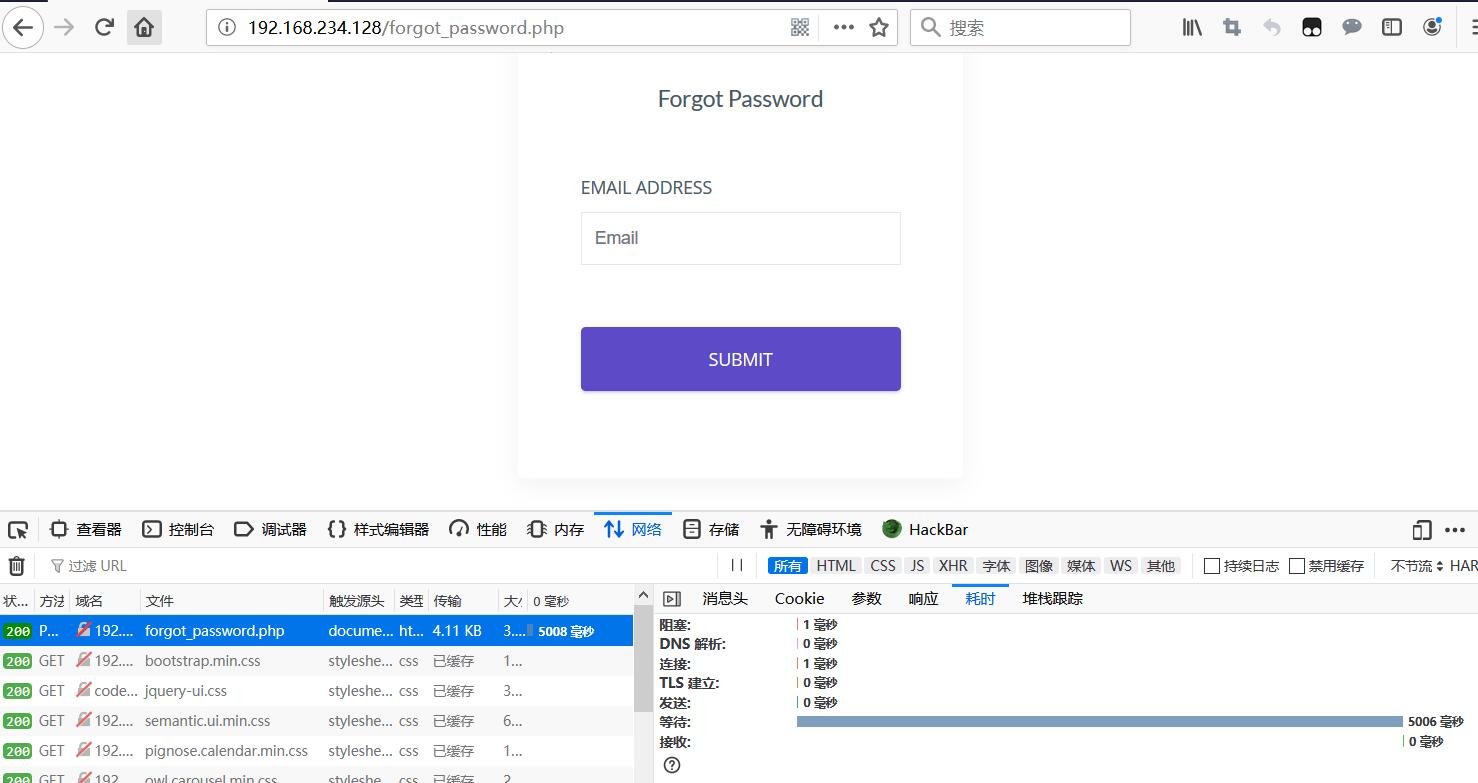 192.168.234.128/forgot_password.php
搜索
Forgot Password
EMAIL ADDRESS
Email
SUBMIT
查看器 控制台 调试器 样式编辑器 性能 内存 网络 存储 无障碍环境 HackBar
过滤 URL 所有 HTML CSS JS XHR 字体 图像 媒体 WS 其他 持续日志 禁用缓存 不节流 HAR
状... 方法 域名 文件 触发源头 类型 传输 大小 0 毫秒 消息头 Cookie 参数 响应 耗时 堆栈跟踪
200 P... 192.... forgot_password.php docume... ht... 4.11 KB 3.... 5008 毫秒
200 GET 192.... bootstrap.min.css styleshe... css 已缓存 1...
200 GET code... jquery-ui.css styleshe... css 已缓存 3...
200 GET 192.... semantic.ui.min.css styleshe... css 已缓存 6...
200 GET 192.... pignose.calendar.min.css styleshe... css 已缓存 1...
200 GET 192.... owl.carousel.min.css styleshe... css 已缓存 2...
阻塞: 1 毫秒
DNS 解析: 0 毫秒
连接: 1 毫秒
TLS 建立: 0 毫秒
发送: 0 毫秒
等待: 5006 毫秒
接收: 0 毫秒